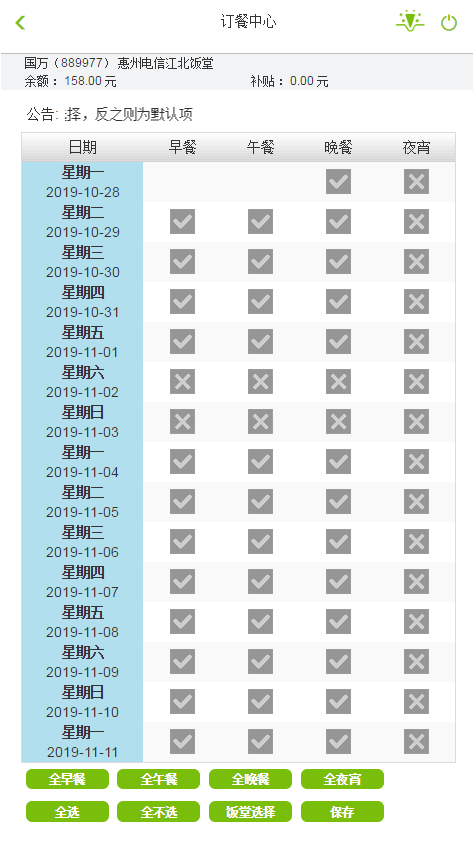 订餐中心
国万（889977） 惠州电信江北饭堂
余额： 158.00 元 补贴： 0.00 元
公告: 择，反之则为默认项
日期 早餐 午餐 晚餐 夜宵
星期一
2019-10-28
星期二
2019-10-29
星期三
2019-10-30
星期四
2019-10-31
星期五
2019-11-01
星期六
2019-11-02
星期日
2019-11-03
星期一
2019-11-04
星期二
2019-11-05
星期三
2019-11-06
星期四
2019-11-07
星期五
2019-11-08
星期六
2019-11-09
星期日
2019-11-10
星期一
2019-11-11
全早餐 全午餐 全晚餐 全夜宵
全选 全不选 饭堂选择 保存